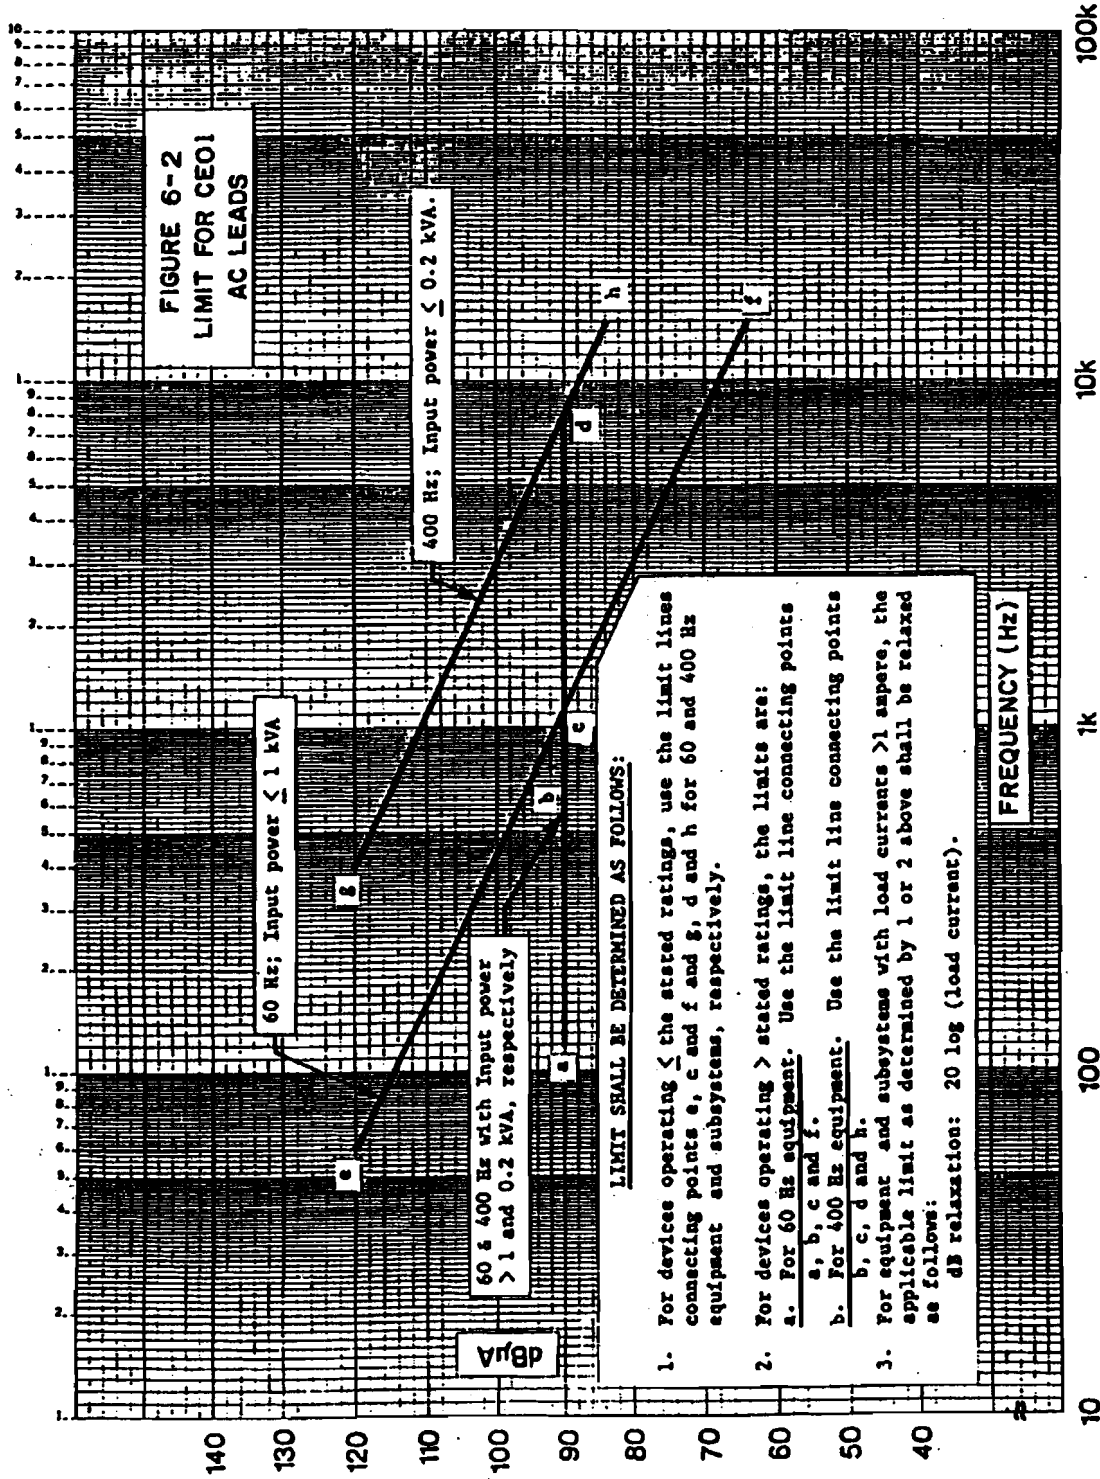 FIGURE 6-2
LIMIT FOR CE01
AC LEADS
60 Hz; Input power ≤ 1 kVA
400 Hz; Input power ≤ 0.2 kVA.
60 & 400 Hz with Input power
> 1 and 0.2 kVA, respectively
e
g
a
b
c
d
h
f
dBµA
140
130
120
110
100
90
80
70
60
50
40
LIMIT SHALL BE DETERMINED AS FOLLOWS:
1. For devices operating ≤ the stated ratings, use the limit lines
connecting points e, c and f and g, d and h for 60 and 400 Hz
equipment and subsystems, respectively.
2. For devices operating > stated ratings, the limits are:
a. For 60 Hz equipment. Use the limit line connecting points
a, b, c and f.
b. For 400 Hz equipment. Use the limit line connecting points
b, c, d and h.
3. For equipment and subsystems with load currents >1 ampere, the
applicable limit as determined by 1 or 2 above shall be relaxed
as follows:
dB relaxation: 20 log (load current).
FREQUENCY (Hz)
10
100
1k
10k
100k